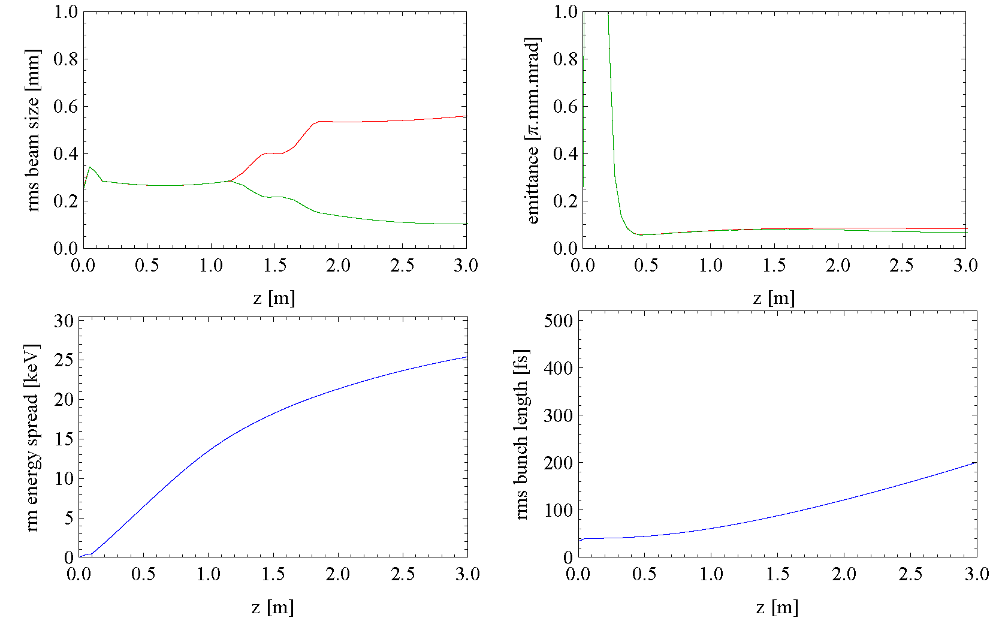 rms beam size [mm]
1.0
0.8
0.6
0.4
0.2
0.0
0.0 0.5 1.0 1.5 2.0 2.5 3.0
z [m]
emittance [π.mm.mrad]
1.0
0.8
0.6
0.4
0.2
0.0
0.0 0.5 1.0 1.5 2.0 2.5 3.0
z [m]
rm energy spread [keV]
30
25
20
15
10
5
0
0.0 0.5 1.0 1.5 2.0 2.5 3.0
z [m]
rms bunch length [fs]
500
400
300
200
100
0
0.0 0.5 1.0 1.5 2.0 2.5 3.0
z [m]